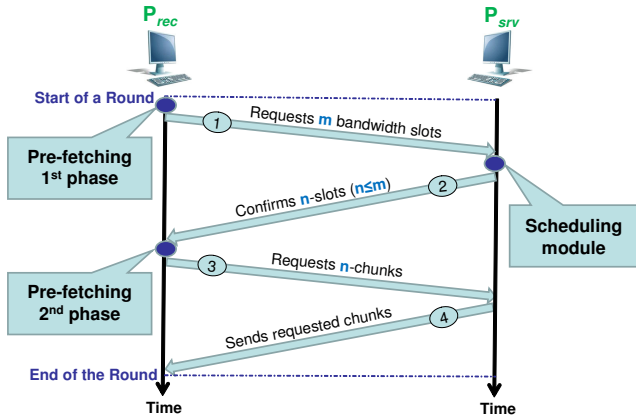 P_rec
P_srv
Start of a Round
1
Requests m bandwidth slots
Pre-fetching
1st phase
2
Confirms n-slots (n≤m)
Scheduling
module
3
Requests n-chunks
Pre-fetching
2nd phase
4
Sends requested chunks
End of the Round
Time
Time